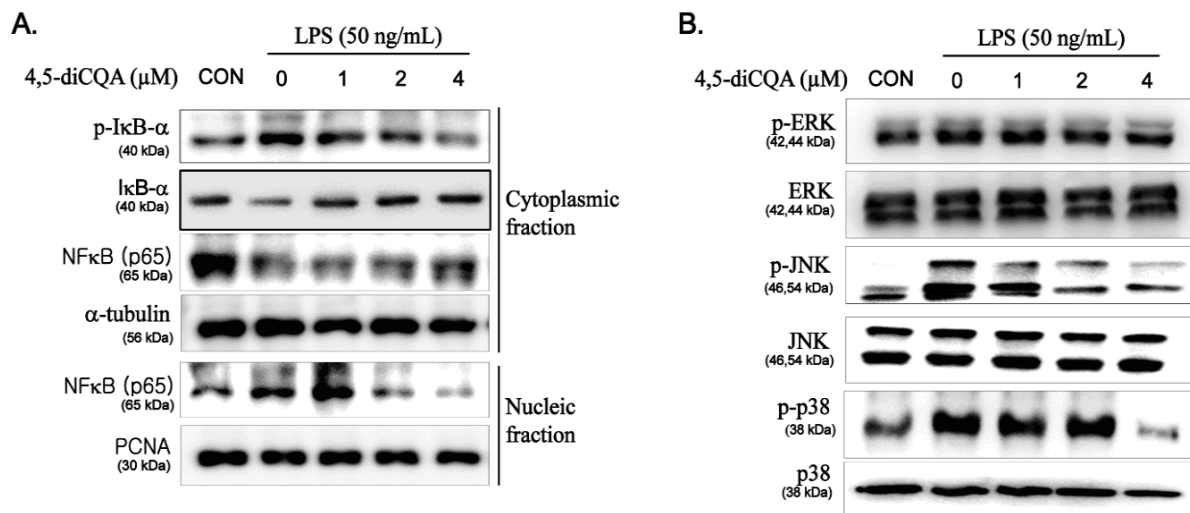 A.
LPS (50 ng/mL)
4,5-diCQA (µM) CON 0 1 2 4
p-IκB-α
(40 kDa)
IκB-α
(40 kDa)
NFκB (p65)
(65 kDa)
α-tubulin
(56 kDa)
Cytoplasmic
fraction
NFκB (p65)
(65 kDa)
PCNA
(30 kDa)
Nucleic
fraction
B.
LPS (50 ng/mL)
4,5-diCQA (µM) CON 0 1 2 4
p-ERK
(42,44 kDa)
ERK
(42,44 kDa)
p-JNK
(46,54 kDa)
JNK
(46,54 kDa)
p-p38
(38 kDa)
p38
(38 kDa)